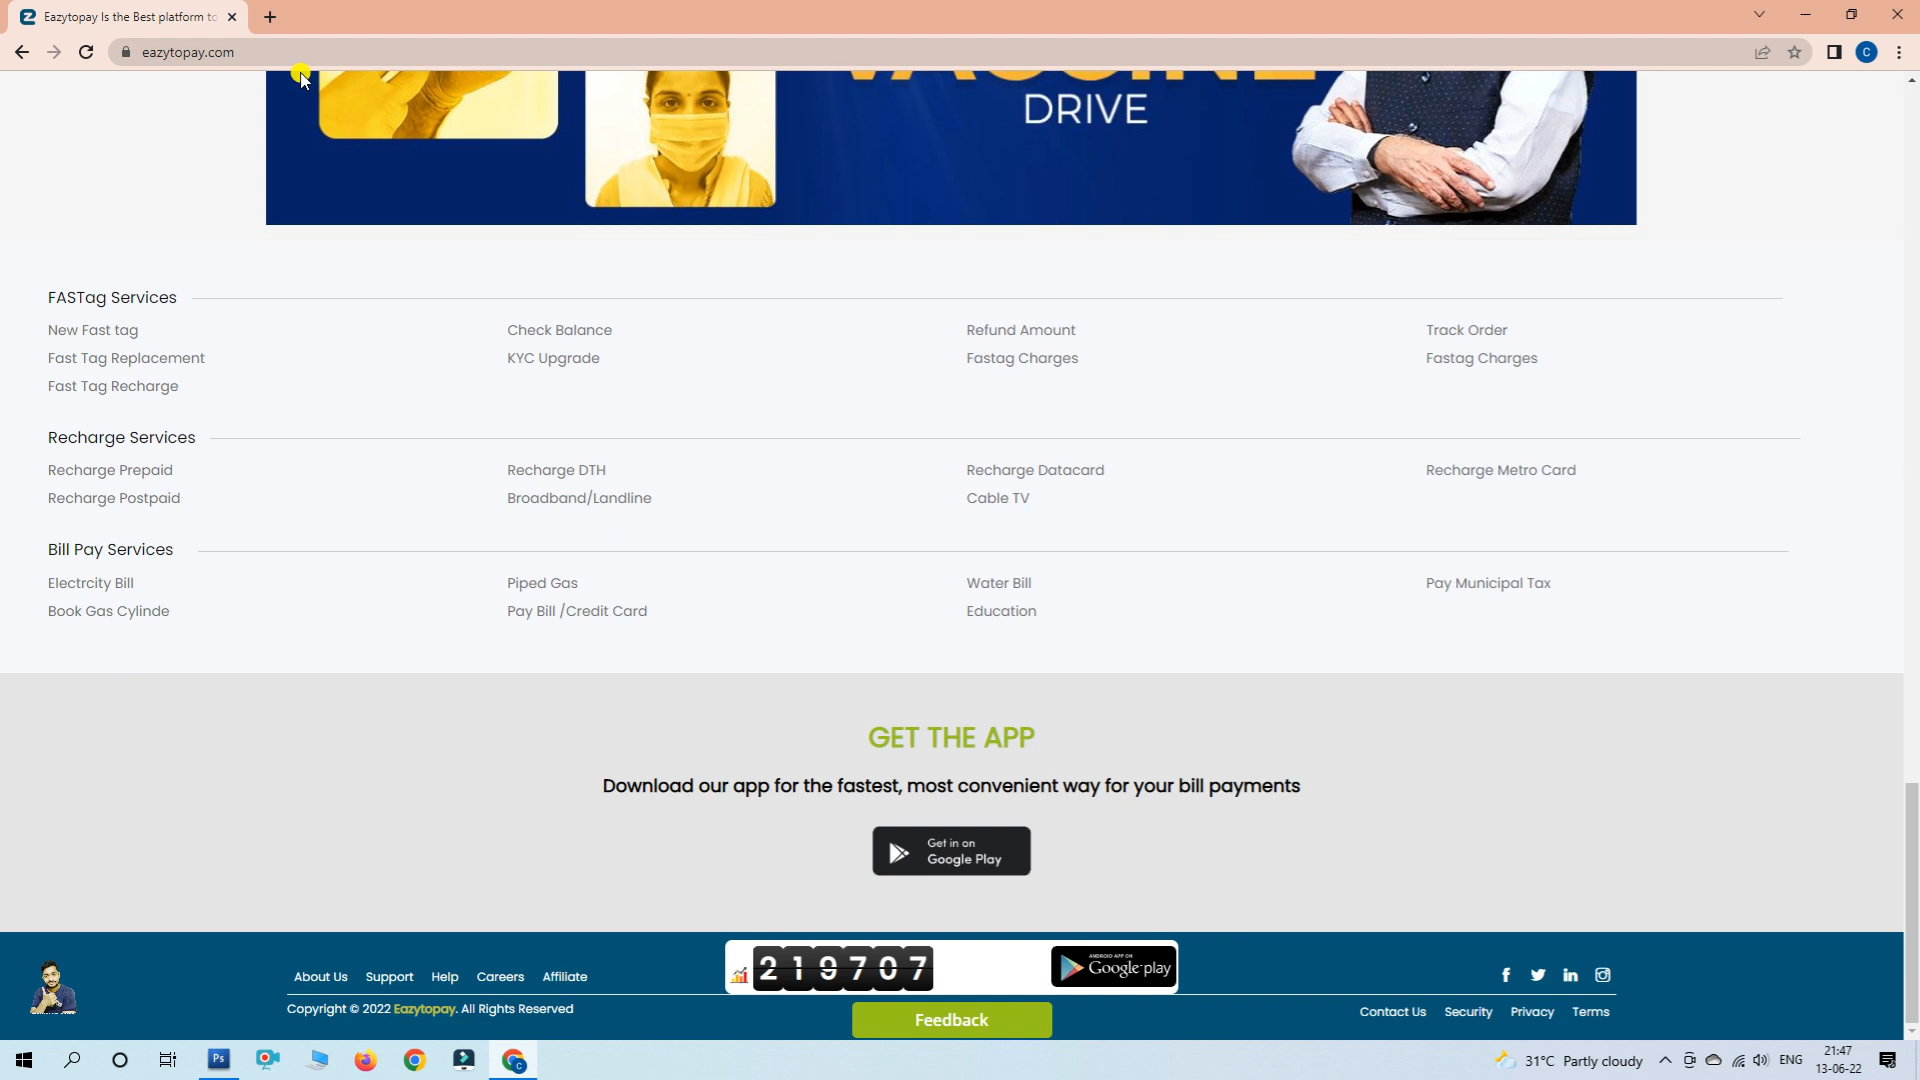 Eazytopay Is the Best platform to
eazytopay.com
C
DRIVE
FASTag Services
New Fast tag
Check Balance
Refund Amount
Track Order
Fast Tag Replacement
KYC Upgrade
Fastag Charges
Fastag Charges
Fast Tag Recharge
Recharge Services
Recharge Prepaid
Recharge DTH
Recharge Datacard
Recharge Metro Card
Recharge Postpaid
Broadband/Landline
Cable TV
Bill Pay Services
Electrcity Bill
Piped Gas
Water Bill
Pay Municipal Tax
Book Gas Cylinde
Pay Bill /Credit Card
Education
GET THE APP
Download our app for the fastest, most convenient way for your bill payments
Get in on
Google Play
219707
ANDROID APP ON
Google play
About Us Support Help Careers Affiliate
Copyright © 2022 Eazytopay. All Rights Reserved
Feedback
Contact Us Security Privacy Terms
Ps
C
31°C Partly cloudy
ENG
21:47
13-06-22